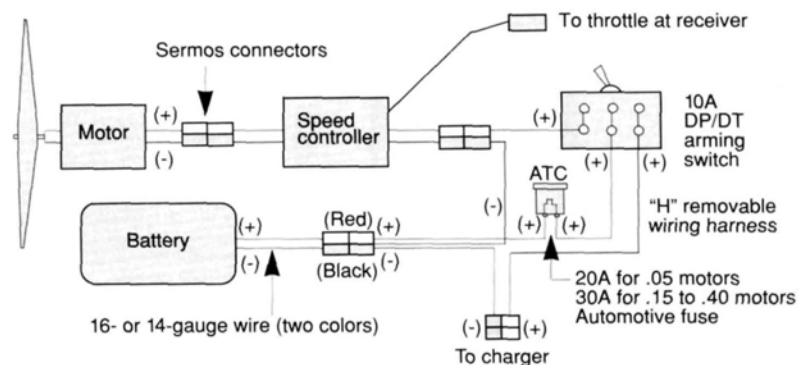 To throttle at receiver
Sermos connectors
(+)
Motor
(-)
Speed
controller
(+)
10A
DP/DT
arming
switch
(+)
(+)
ATC
(-)
(+)
(+)
"H" removable
wiring harness
Battery
(+)
(-)
(Red)
(+)
(Black)
(-)
20A for .05 motors
30A for .15 to .40 motors
Automotive fuse
16- or 14-gauge wire (two colors)
(-)
(+)
To charger